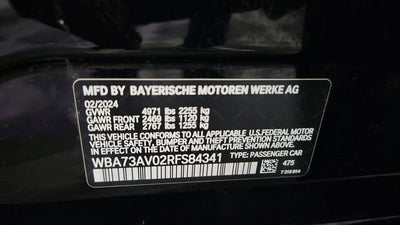 MFD BY BAYERISCHE MOTOREN WERKE AG
02/2024
GVWR 4971 lbs 2255 kg
GAWR FRONT 2469 lbs 1120 kg
GAWR REAR 2767 lbs 1255 kg
THIS VEHICLE CONFORMS TO ALL APPLICABLE U.S. FEDERAL MOTOR
VEHICLE SAFETY, BUMPER, AND THEFT PREVENTION STANDARDS
IN EFFECT ON THE DATE OF MANUFACTURE SHOWN ABOVE.
WBA73AV02RFS84341 TYPE: PASSENGER CAR
475